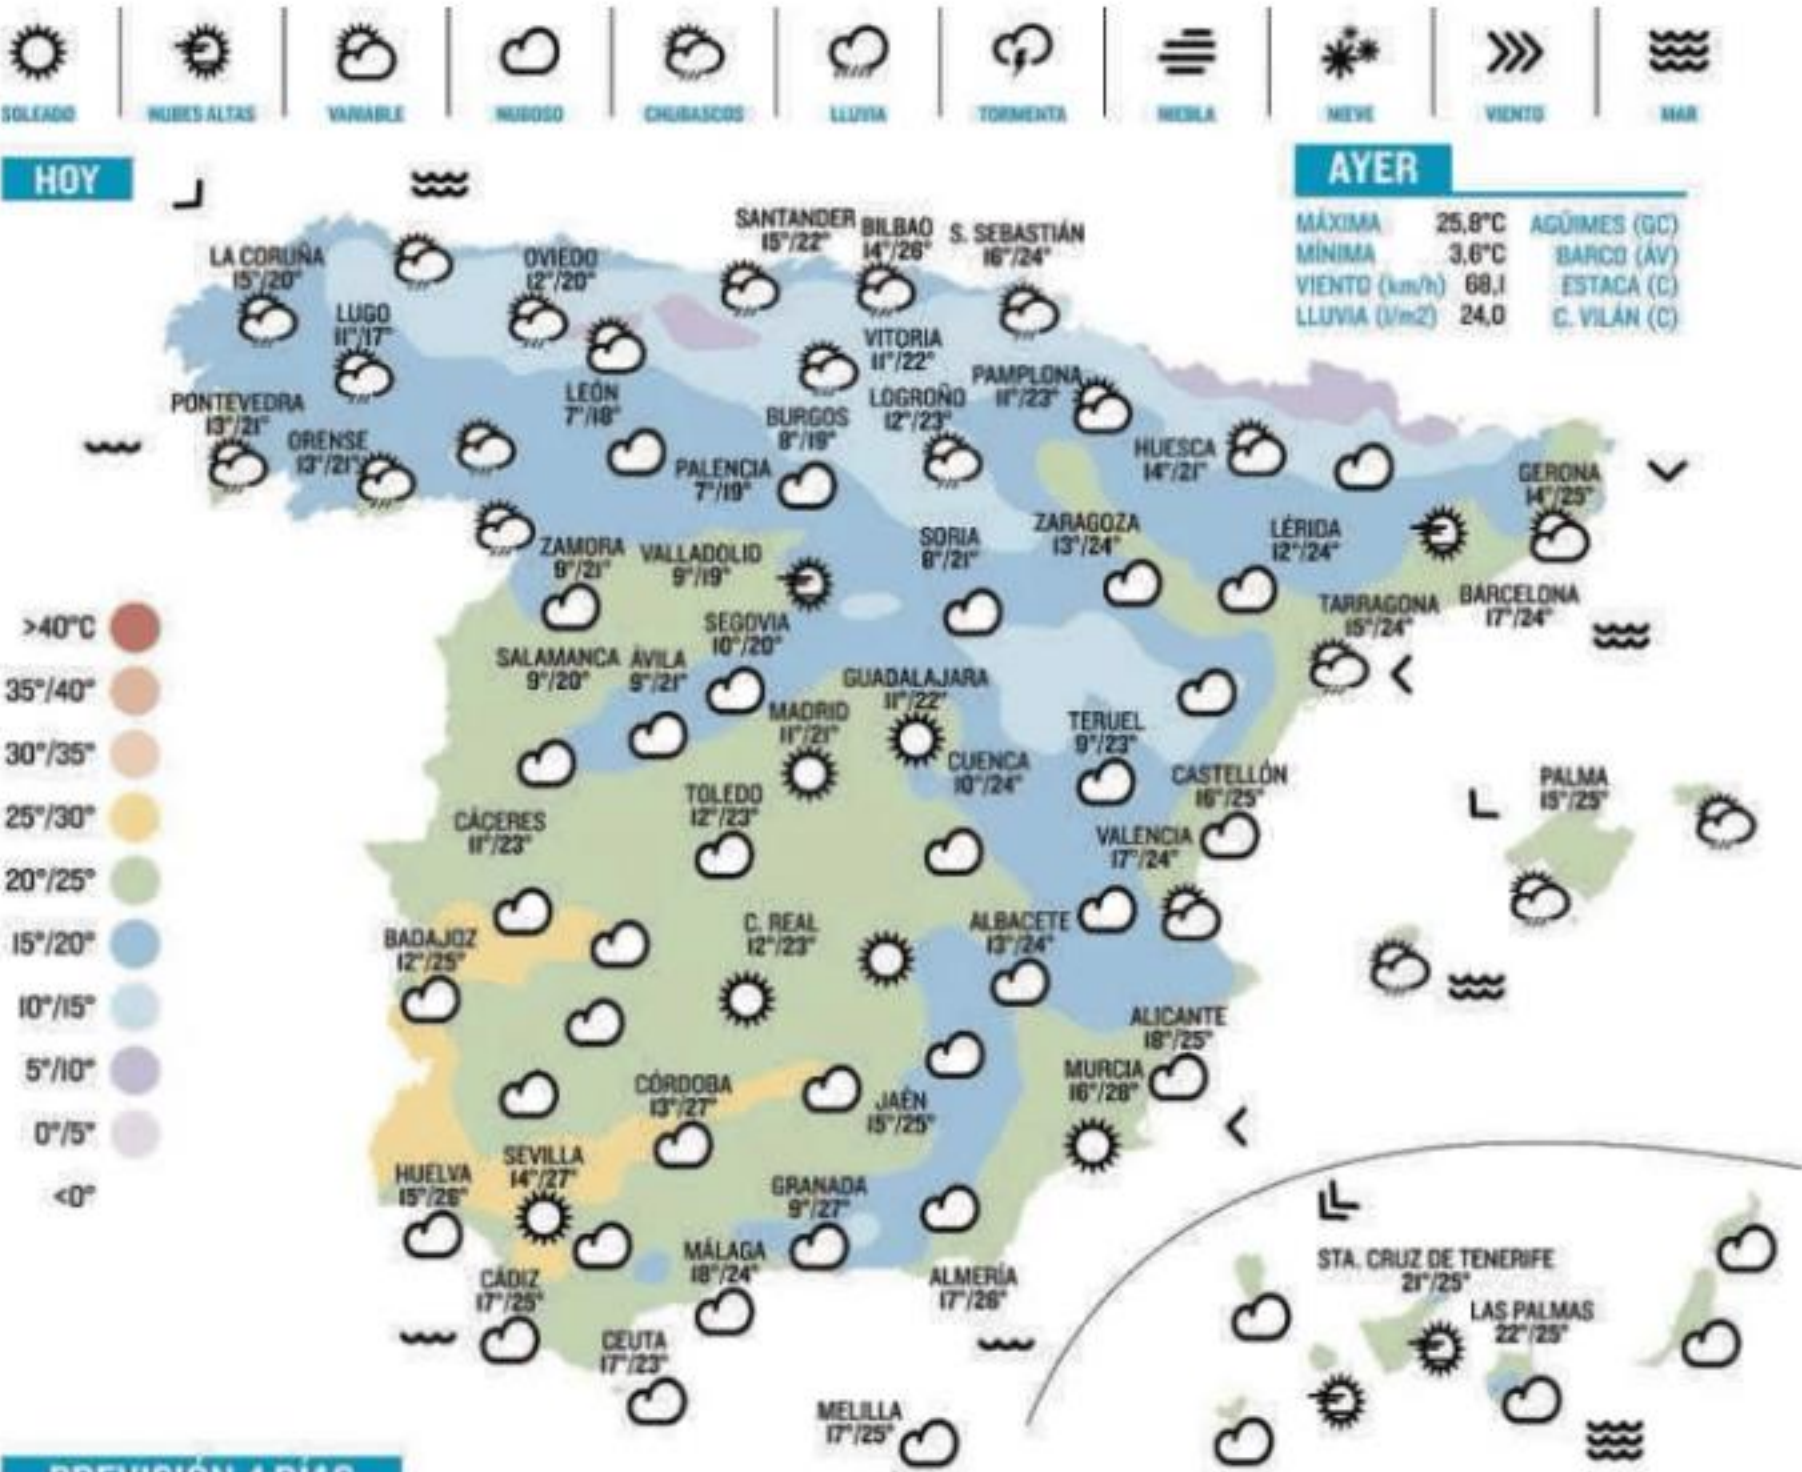 SOLEADO
NUBES ALTAS
VARIABLE
NUBOSO
CHUBASCOS
LLUVIA
TORMENTA
NIEBLA
NIEVE
VIENTO
MAR
HOY
AYER
MÁXIMA 25,8°C AGÜIMES (GC)
MÍNIMA 3,6°C BARCO (ÁV)
VIENTO (km/h) 68,1 ESTACA (C)
LLUVIA (l/m2) 24,0 C. VILÁN (C)
LA CORUÑA
15°/20°
OVIEDO
12°/20°
SANTANDER
15°/22°
BILBAO
14°/26°
S. SEBASTIÁN
16°/24°
LUGO
11°/17°
VITORIA
11°/22°
PAMPLONA
11°/23°
LEÓN
7°/18°
PONTEVEDRA
13°/21°
ORENSE
13°/21°
BURGOS
8°/19°
LOGROÑO
12°/23°
PALENCIA
7°/19°
HUESCA
14°/21°
GERONA
14°/25°
ZAMORA
9°/21°
VALLADOLID
9°/19°
SORIA
8°/21°
ZARAGOZA
13°/24°
LÉRIDA
12°/24°
TARRAGONA
15°/24°
BARCELONA
17°/24°
SEGOVIA
10°/20°
SALAMANCA
9°/20°
ÁVILA
9°/21°
GUADALAJARA
11°/22°
MADRID
11°/21°
TERUEL
9°/23°
CUENCA
10°/24°
CASTELLÓN
16°/25°
PALMA
15°/25°
TOLEDO
12°/23°
CÁCERES
11°/23°
VALENCIA
17°/24°
C. REAL
12°/23°
ALBACETE
13°/24°
BADAJOZ
12°/25°
ALICANTE
18°/25°
MURCIA
16°/28°
CÓRDOBA
13°/27°
JAÉN
15°/25°
SEVILLA
14°/27°
HUELVA
15°/26°
GRANADA
9°/27°
MÁLAGA
18°/24°
CÁDIZ
17°/25°
ALMERÍA
17°/26°
CEUTA
17°/23°
MELILLA
17°/25°
STA. CRUZ DE TENERIFE
21°/25°
LAS PALMAS
22°/25°
>40°C
35°/40°
30°/35°
25°/30°
20°/25°
15°/20°
10°/15°
5°/10°
0°/5°
<0°
PREVISIÓN 4 DÍAS